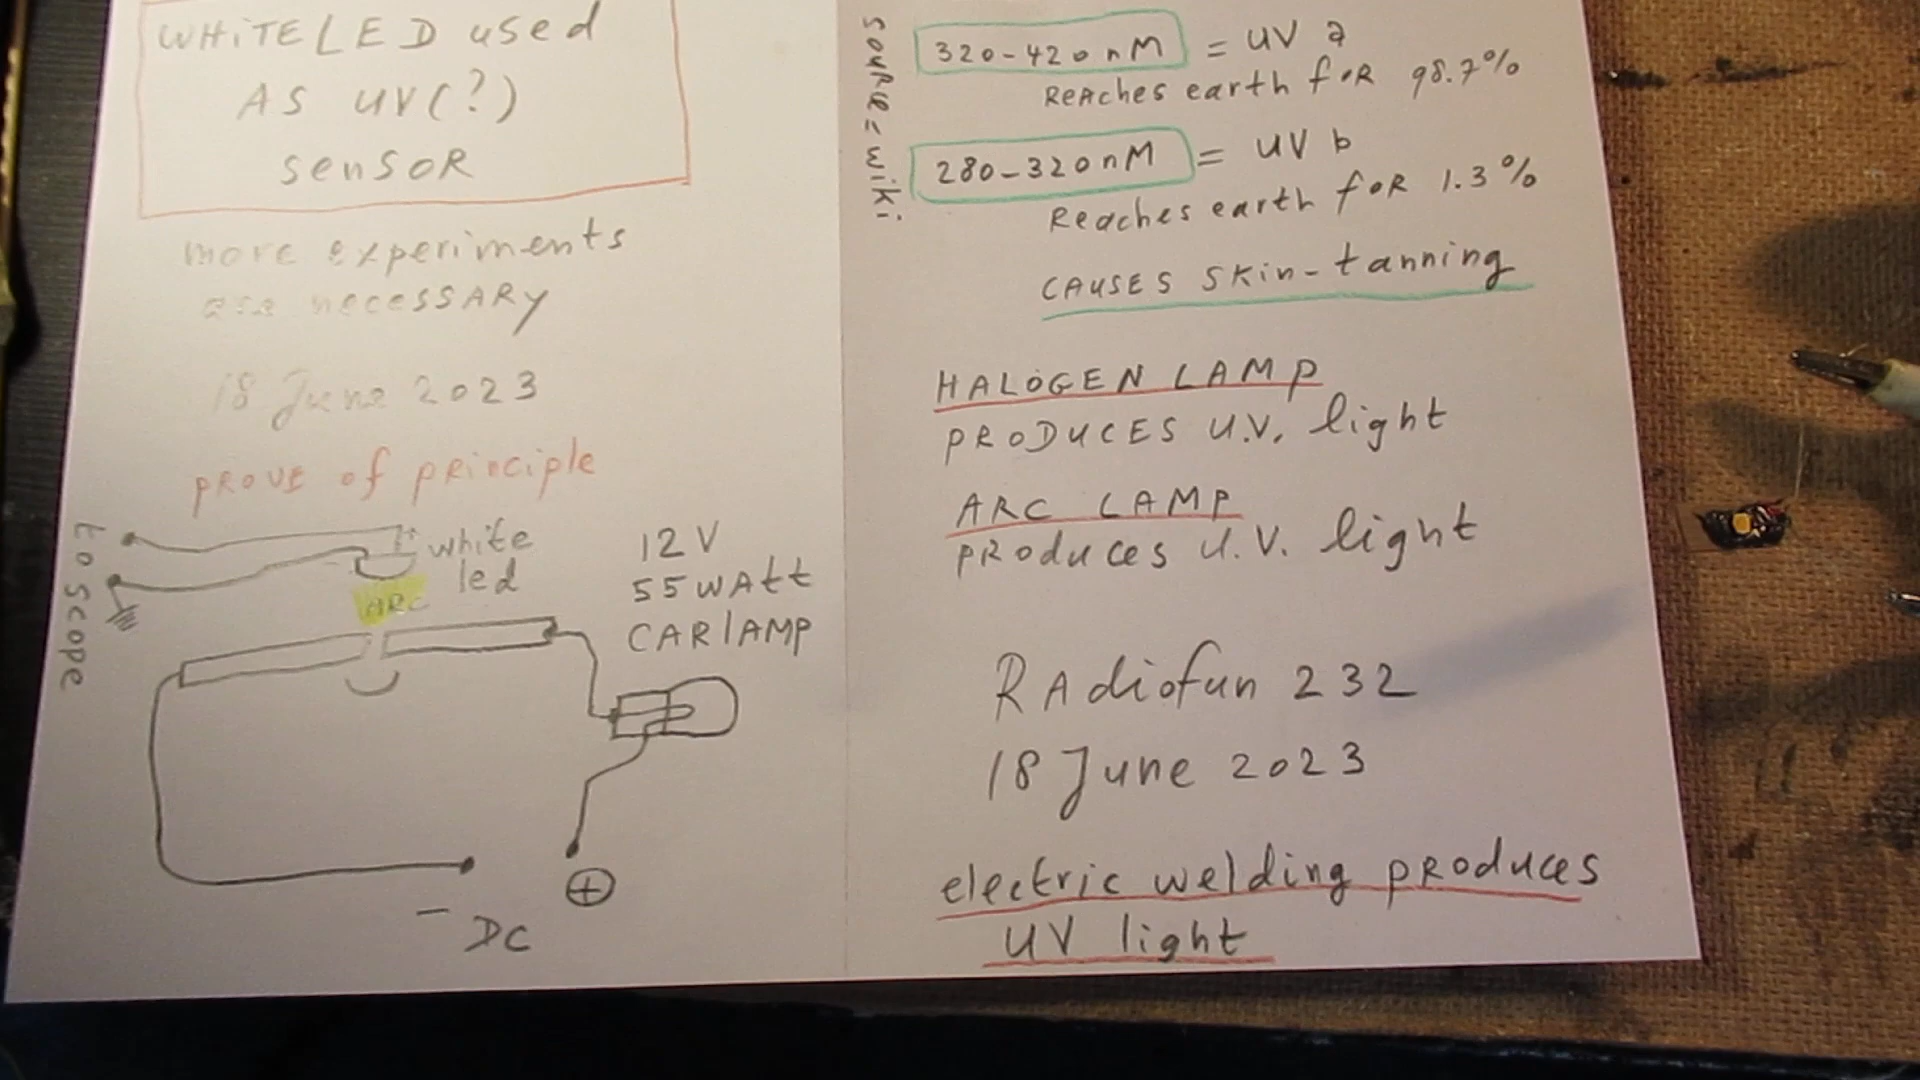 WHITE LED used
AS UV(?)
sensoR
more experiments
are necessARy
18 June 2023
PROVE of pRinciple
to scope
white
led
ARC
12 V
55 WAtt
CAR lAMP
+
- DC
source = wiki
320-420 nM = UV a
ReAches earth foR 98.7%
280-320 nM = UV b
Reaches earth foR 1.3%
CAUSES SKin-tanning
HALOGEN LAMP
PRODUCES U.V. light
ARC LAMP
PRoduces U.V. light
RAdiofun 232
18 June 2023
electric welding pRoduces
UV light